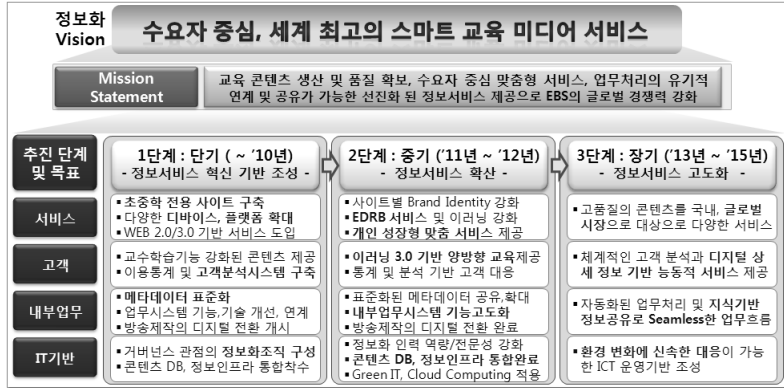 정보화
Vision
수요자 중심, 세계 최고의 스마트 교육 미디어 서비스
Mission
Statement
교육 콘텐츠 생산 및 품질 확보, 수요자 중심 맞춤형 서비스, 업무처리의 유기적
연계 및 공유가 가능한 선진화 된 정보서비스 제공으로 EBS의 글로벌 경쟁력 강화
추진 단계
및 목표
1단계 : 단기 ( ~ ’10년)
- 정보서비스 혁신 기반 조성 -
2단계 : 중기 (’11년 ~ ’12년)
- 정보서비스 확산 -
3단계 : 장기 (’13년 ~ ’15년)
- 정보서비스 고도화 -
서비스
▪ 초중학 전용 사이트 구축
▪ 다양한 디바이스, 플랫폼 확대
▪ WEB 2.0/3.0 기반 서비스 도입
▪ 사이트별 Brand Identity 강화
▪ EDRB 서비스 및 이러닝 강화
▪ 개인 성장형 맞춤 서비스 제공
▪ 고품질의 콘텐츠를 국내, 글로벌
시장으로 대상으로 다양한 서비스
고객
▪ 교수학습기능 강화된 콘텐츠 제공
▪ 이용통계 및 고객분석시스템 구축
▪ 이러닝 3.0 기반 양방향 교육제공
▪ 통계 및 분석 기반 고객 대응
▪ 체계적인 고객 분석과 디지털 상
세 정보 기반 능동적 서비스 제공
내부업무
▪ 메타데이터 표준화
▪ 업무시스템 기능,기술 개선, 연계
▪ 방송제작의 디지털 전환 개시
▪ 표준화된 메타데이터 공유,확대
▪ 내부업무시스템 기능고도화
▪ 방송제작의 디지털 전환 완료
▪ 자동화된 업무처리 및 지식기반
정보공유로 Seamless한 업무흐름
IT기반
▪ 거버넌스 관점의 정보화조직 구성
▪ 콘텐츠 DB, 정보인프라 통합착수
▪ 정보화 인력 역량/전문성 강화
▪ 콘텐츠 DB, 정보인프라 통합완료
▪ Green IT, Cloud Computing 적용
▪ 환경 변화에 신속한 대응이 가능
한 ICT 운영기반 조성